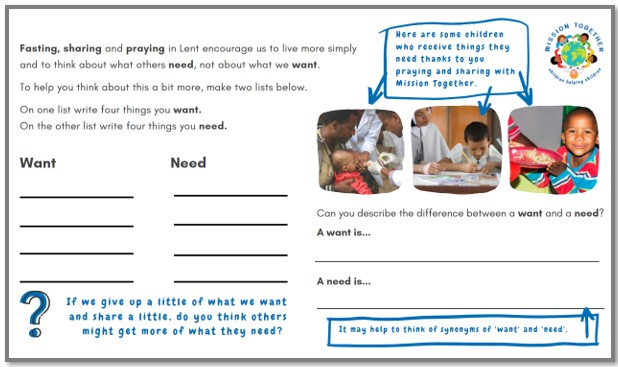 Fasting, sharing and praying in Lent encourage us to live more simply
and to think about what others need, not about what we want.
To help you think about this a bit more, make two lists below.
On one list write four things you want.
On the other list write four things you need.
Want
Need
? If we give up a little of what we want
and share a little, do you think others
might get more of what they need?
Here are some children
who receive things they
need thanks to you
praying and sharing with
Mission Together.
MISSION TOGETHER
children helping children
Can you describe the difference between a want and a need?
A want is...
A need is...
It may help to think of synonyms of 'want' and 'need'.